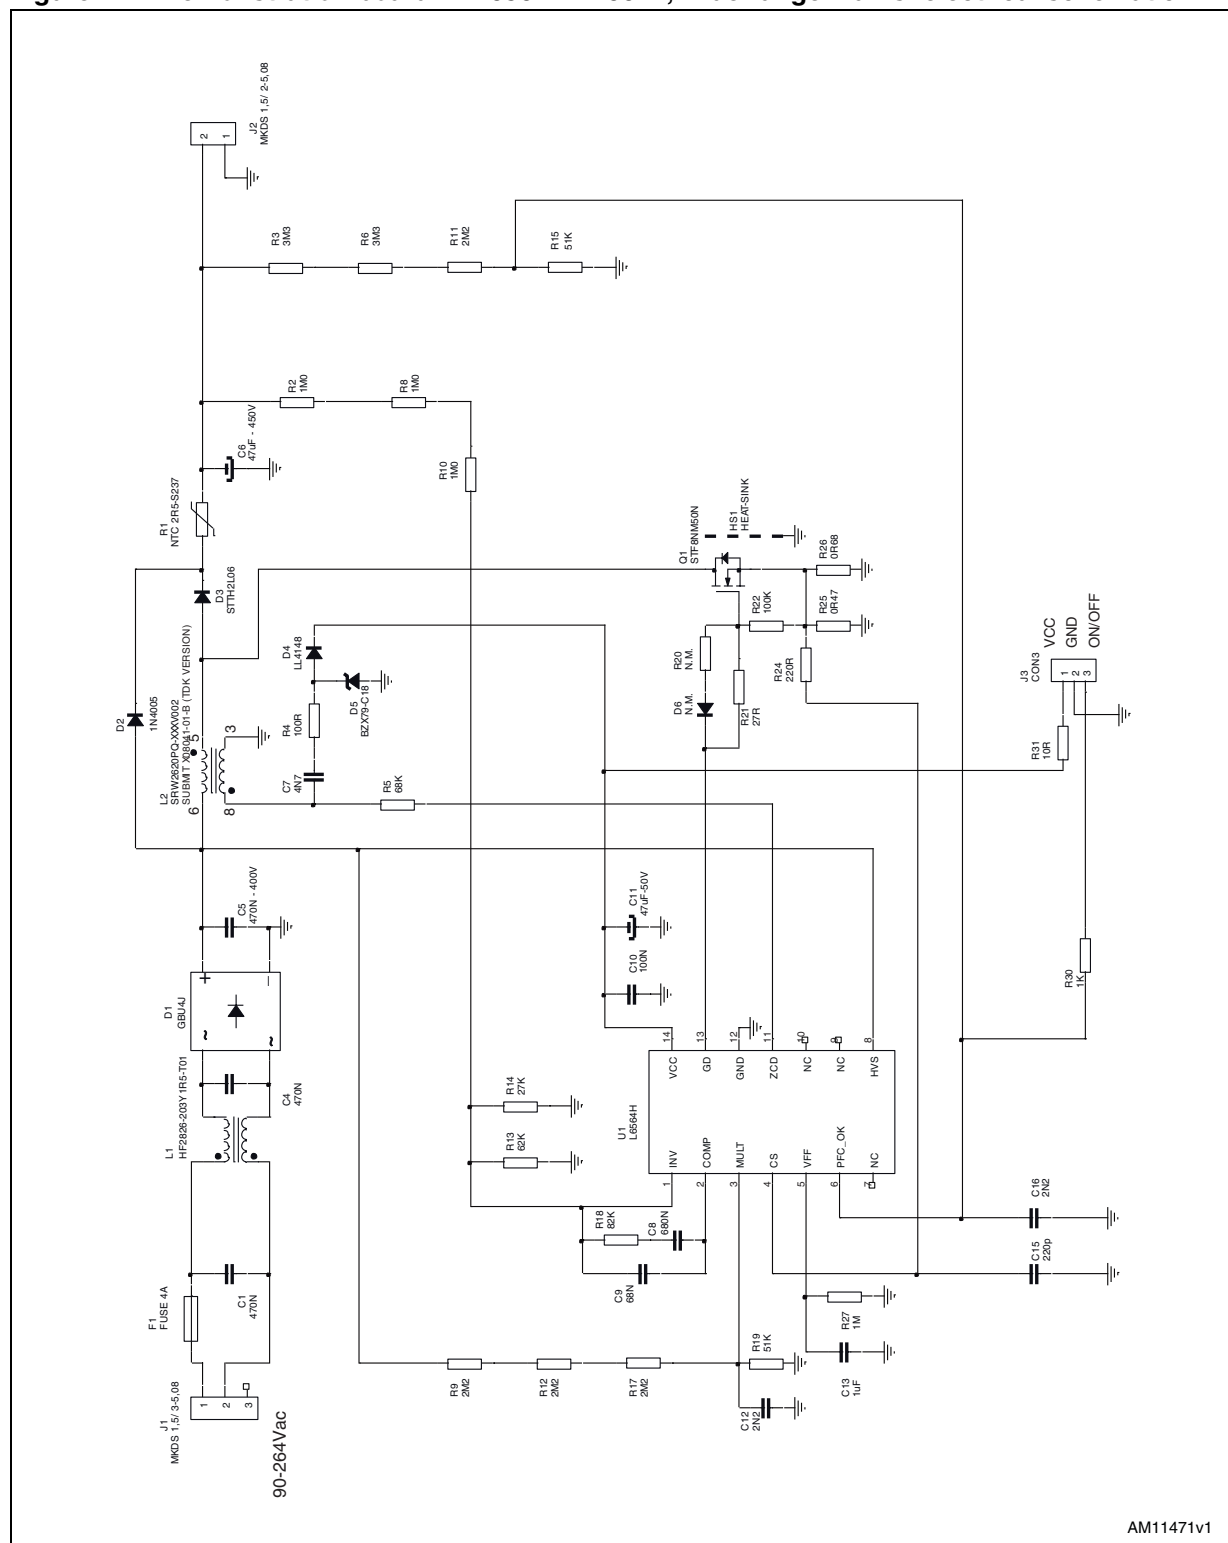 J2
MKDS 1,5/ 2-5,08
2
1
R3
3M3
R6
3M3
R11
2M2
R15
51K
R2
1M0
R8
1M0
C6
47uF - 450V
R10
1M0
R1
NTC 2R5-S237
Q1
STF8NM50N
HS1
HEAT-SINK
R26
0R68
D3
STTH2L06
R22
100K
R25
0R47
D4
LL4148
R20
N.M.
R24
220R
J3
CON3
VCC
GND
ON/OFF
1
2
3
D2
1N4005
L2
SRW2620PQ-XXXV002
SUBMIT X08041-01-B (TDK VERSION)
5
3
6
8
R4
100R
D5
BZX79-C18
D6
N.M.
R21
27R
R31
10R
C7
4N7
R5
68K
C5
470N - 400V
C11
47uF-50V
C10
100N
R30
1K
D1
GBU4J
+
~
~
L1
HF2826-203Y1R5-T01
C4
470N
R14
27K
R13
62K
U1
L6564H
14
13
12
11
10
9
8
VCC
GD
GND
ZCD
NC
NC
HVS
INV
COMP
MULT
CS
VFF
PFC_OK
NC
1
2
3
4
5
6
7
C16
2N2
R18
82K
C8
680N
C15
220p
C9
68N
C1
470N
F1
FUSE 4A
R27
1M
R19
51K
R9
2M2
R12
2M2
R17
2M2
C13
1uF
C12
2N2
J1
MKDS 1,5/ 3-5,08
1
2
3
90-264Vac
AM11471v1